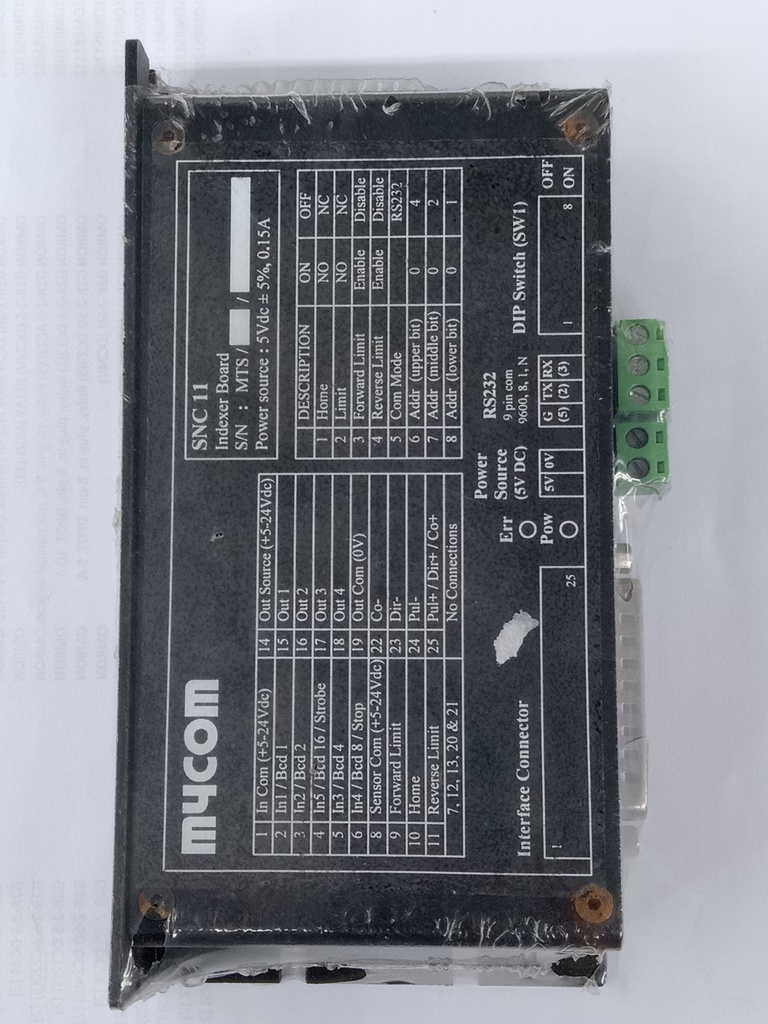 mycom
1 In Com (+5-24Vdc) 14 Out Source (+5-24Vdc)
2 In1 / Bcd 1 15 Out 1
3 In2 / Bcd 2 16 Out 2
4 In5 / Bcd 16 / Strobe 17 Out 3
5 In3 / Bcd 4 18 Out 4
6 In4 / Bcd 8 / Stop 19 Out Com (0V)
8 Sensor Com (+5-24Vdc) 22 Co-
9 Forward Limit 23 Dir-
10 Home 24 Pul-
11 Reverse Limit 25 Pul+ / Dir+ / Co+
7, 12, 13, 20 & 21 No Connections
SNC 11
Indexer Board
S/N : MTS / /
Power source : 5Vdc ± 5%, 0.15A
DESCRIPTION ON OFF
1 Home NO NC
2 Limit NO NC
3 Forward Limit Enable Disable
4 Reverse Limit Enable Disable
5 Com Mode RS232
6 Addr (upper bit) 0 4
7 Addr (middle bit) 0 2
8 Addr (lower bit) 0 1
Interface Connector
1 25
Err
Pow
Power
Source
(5V DC)
5V 0V
RS232
9 pin com
9600, 8, 1, N
G TX RX
(5) (2) (3)
DIP Switch (SW1)
1 8
OFF
ON